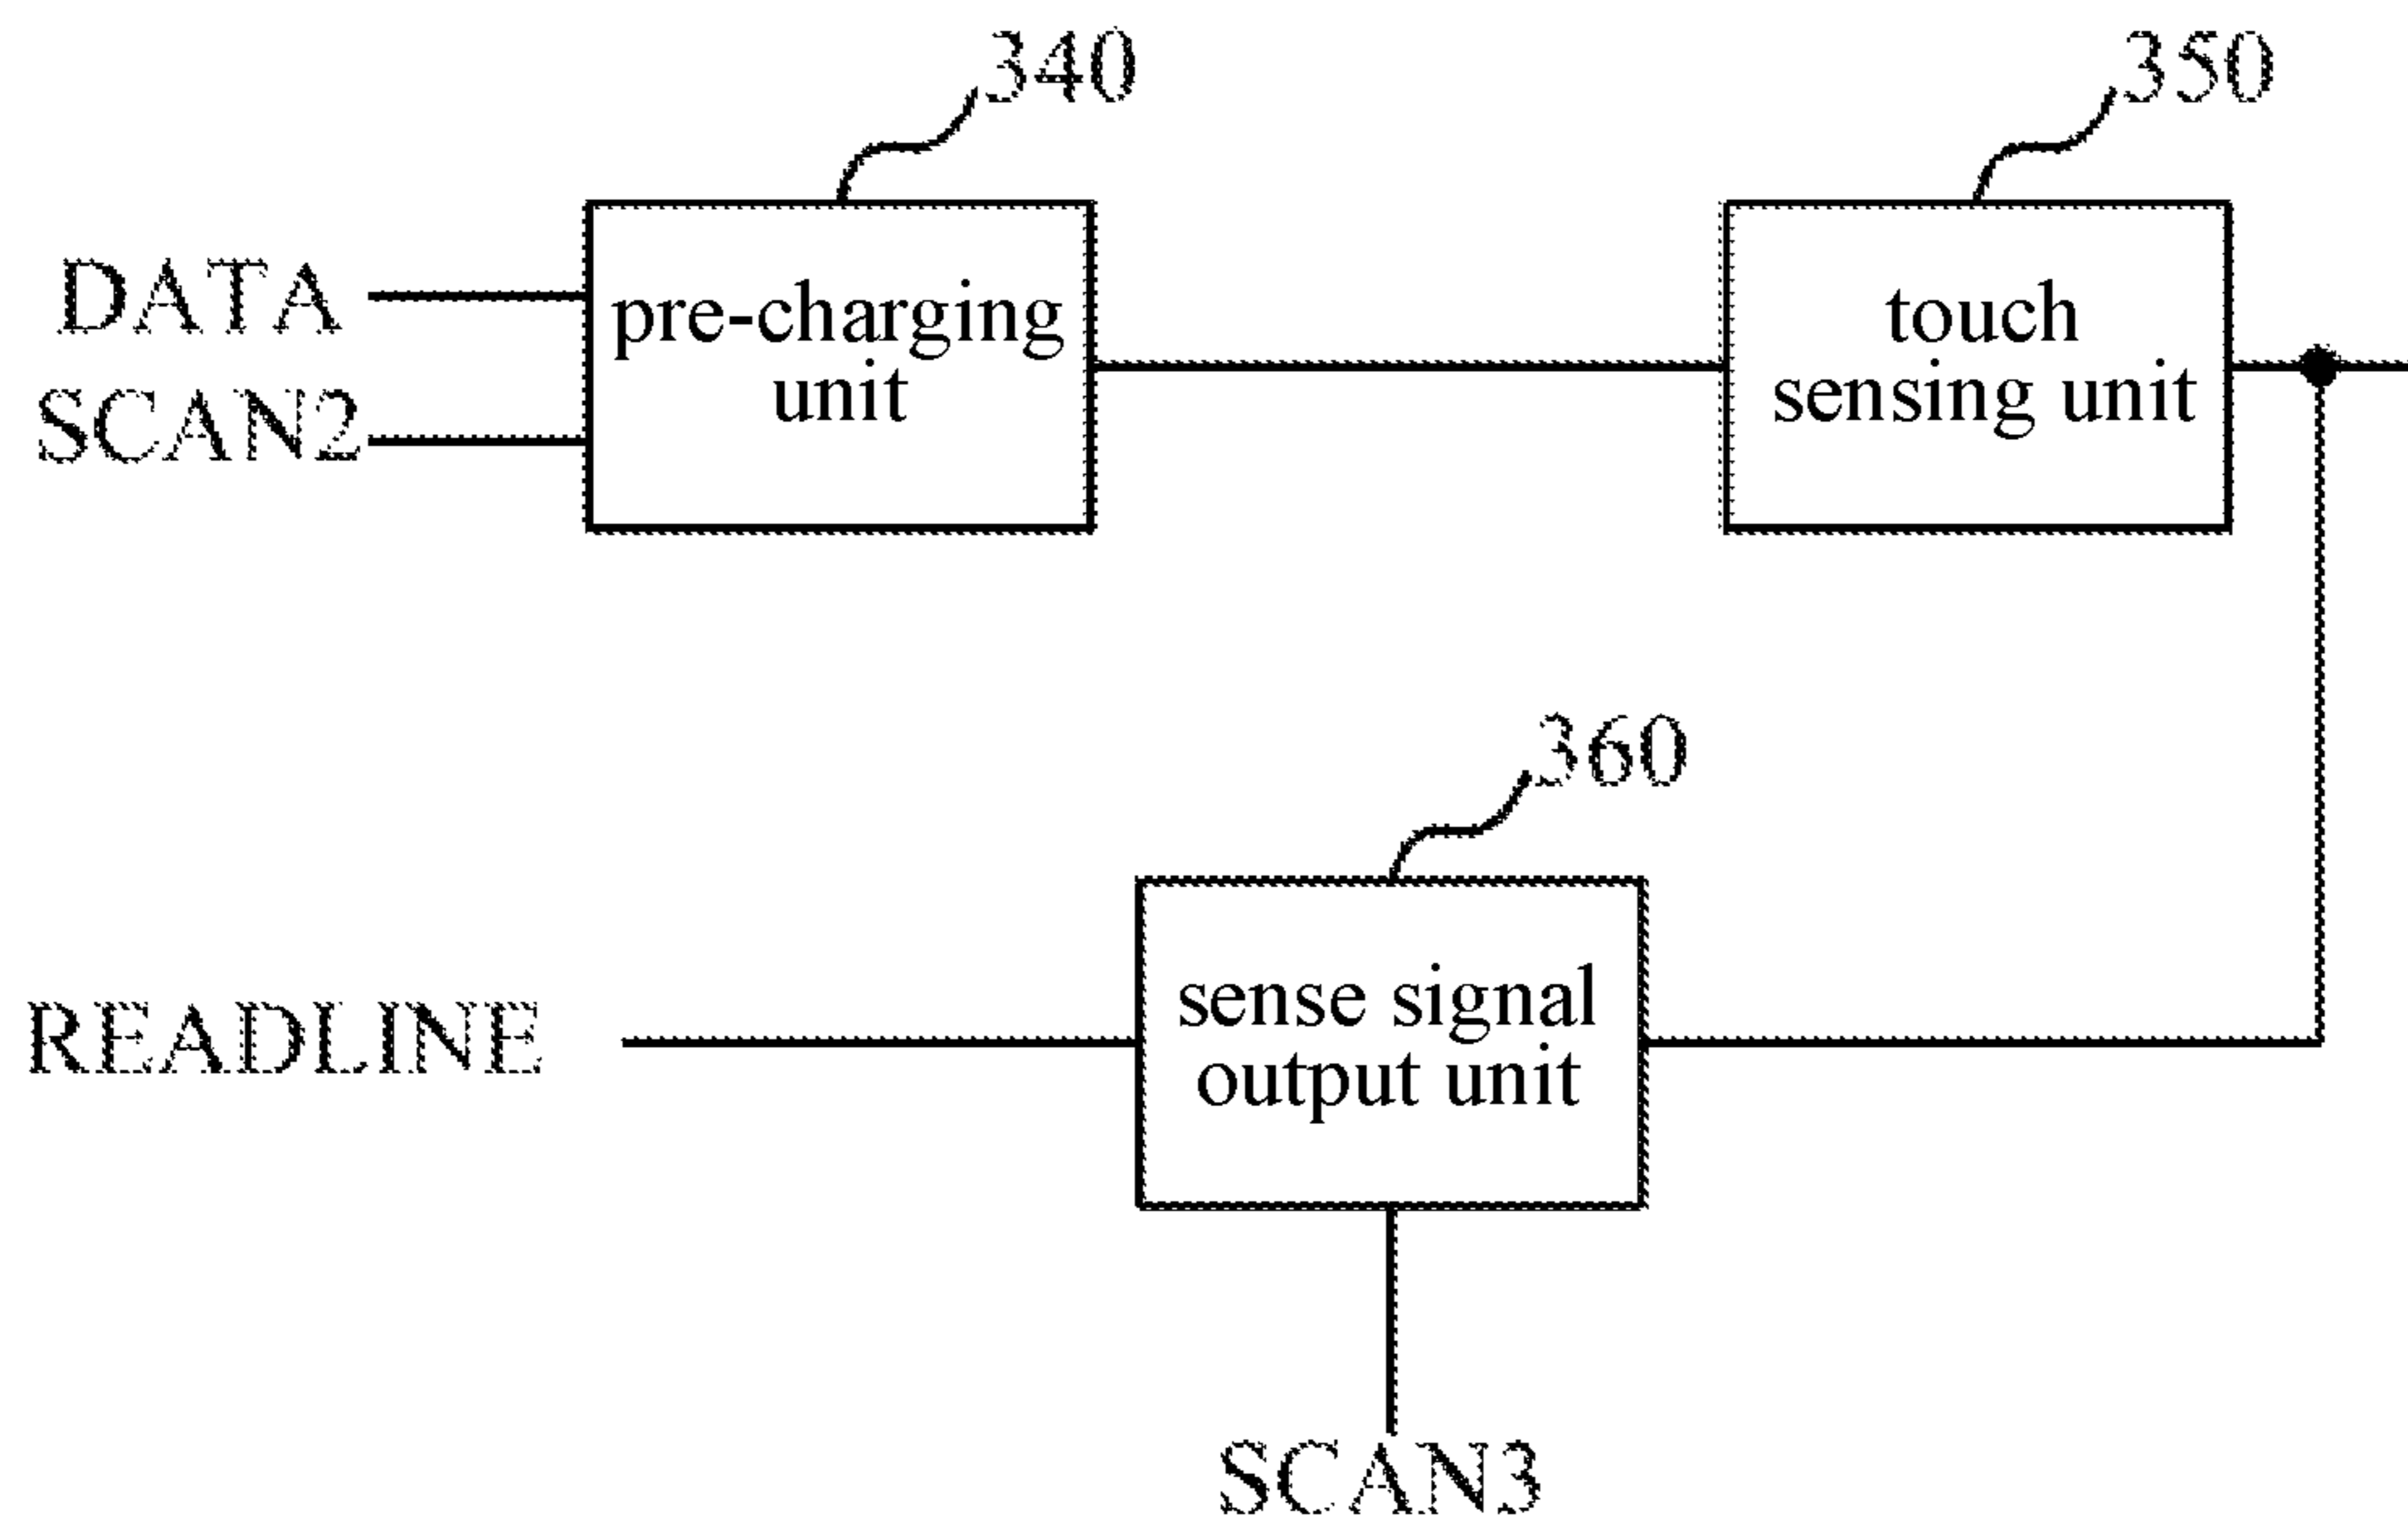 340
350
DATA
pre-charging
unit
touch
sensing unit
SCAN2
360
READLINE
sense signal
output unit
SCAN3